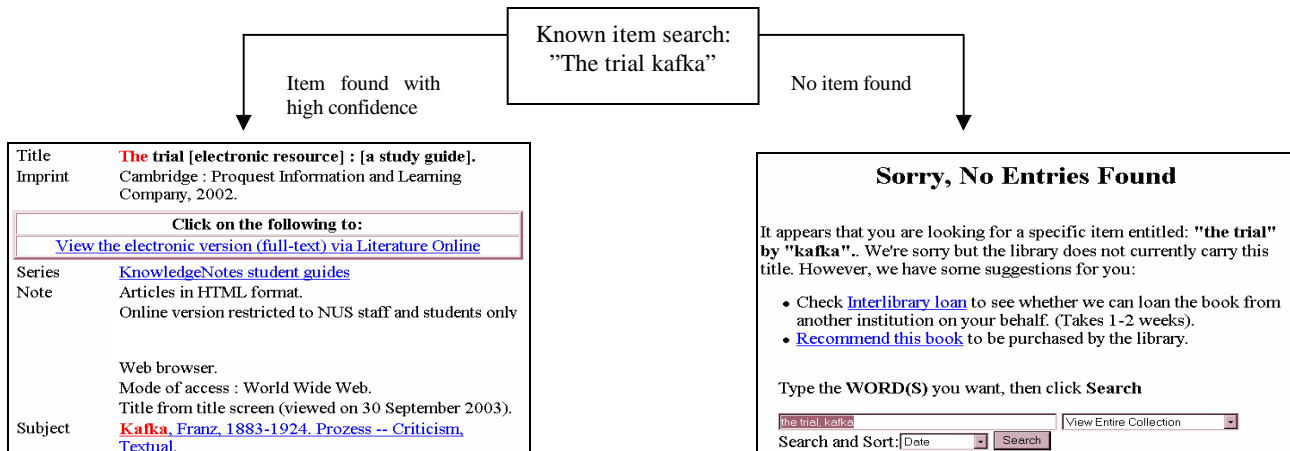 Known item search:
”The trial kafka”
Item found with
high confidence
No item found
Title The trial [electronic resource] : [a study guide].
Imprint Cambridge : Proquest Information and Learning
Company, 2002.
Click on the following to:
View the electronic version (full-text) via Literature Online
Series KnowledgeNotes student guides
Note Articles in HTML format.
Online version restricted to NUS staff and students only
Web browser.
Mode of access : World Wide Web.
Title from title screen (viewed on 30 September 2003).
Subject Kafka, Franz, 1883-1924. Prozess -- Criticism,
Textual.
Sorry, No Entries Found
It appears that you are looking for a specific item entitled: "the trial"
by "kafka".. We're sorry but the library does not currently carry this
title. However, we have some suggestions for you:
• Check Interlibrary loan to see whether we can loan the book from
another institution on your behalf. (Takes 1-2 weeks).
• Recommend this book to be purchased by the library.
Type the WORD(S) you want, then click Search
the trial, kafka View Entire Collection
Search and Sort: Date Search